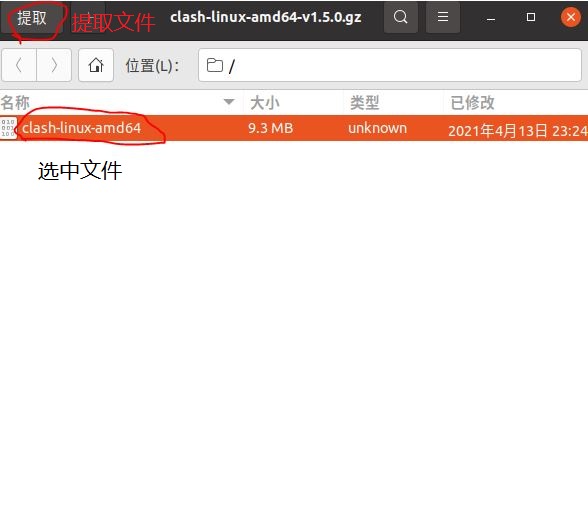 提取 + 提取文件 clash-linux-amd64-v1.5.0.gz
位置(L): /
名称 大小 类型 已修改
clash-linux-amd64 9.3 MB unknown 2021年4月13日 23:24
选中文件